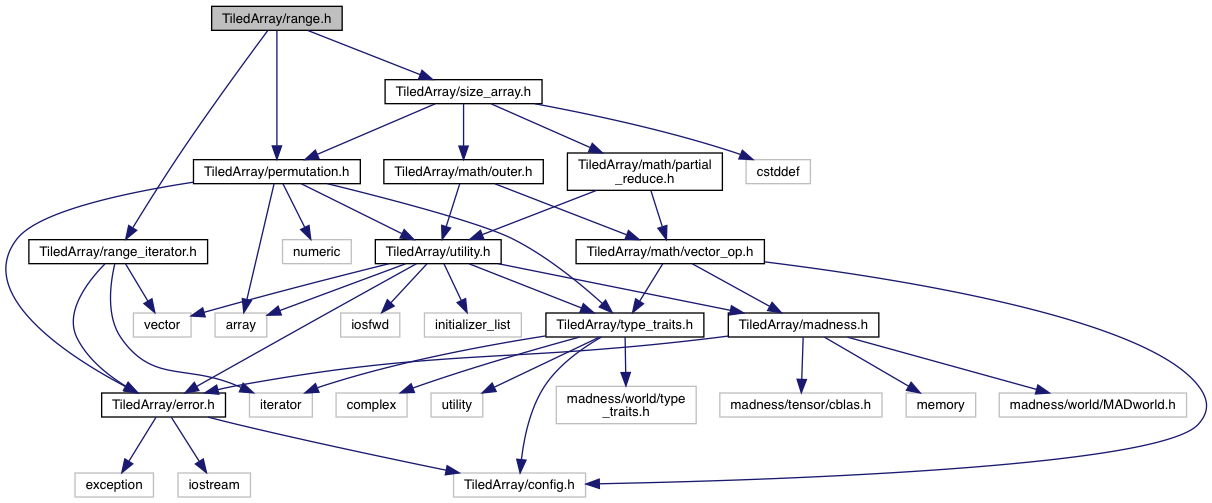 TiledArray/range.h
TiledArray/size_array.h
TiledArray/permutation.h
TiledArray/math/outer.h
TiledArray/math/partial
_reduce.h
cstddef
TiledArray/range_iterator.h
numeric
TiledArray/utility.h
TiledArray/math/vector_op.h
vector
array
iosfwd
initializer_list
TiledArray/type_traits.h
TiledArray/madness.h
TiledArray/error.h
iterator
complex
utility
madness/world/type
_traits.h
madness/tensor/cblas.h
memory
madness/world/MADworld.h
exception
iostream
TiledArray/config.h